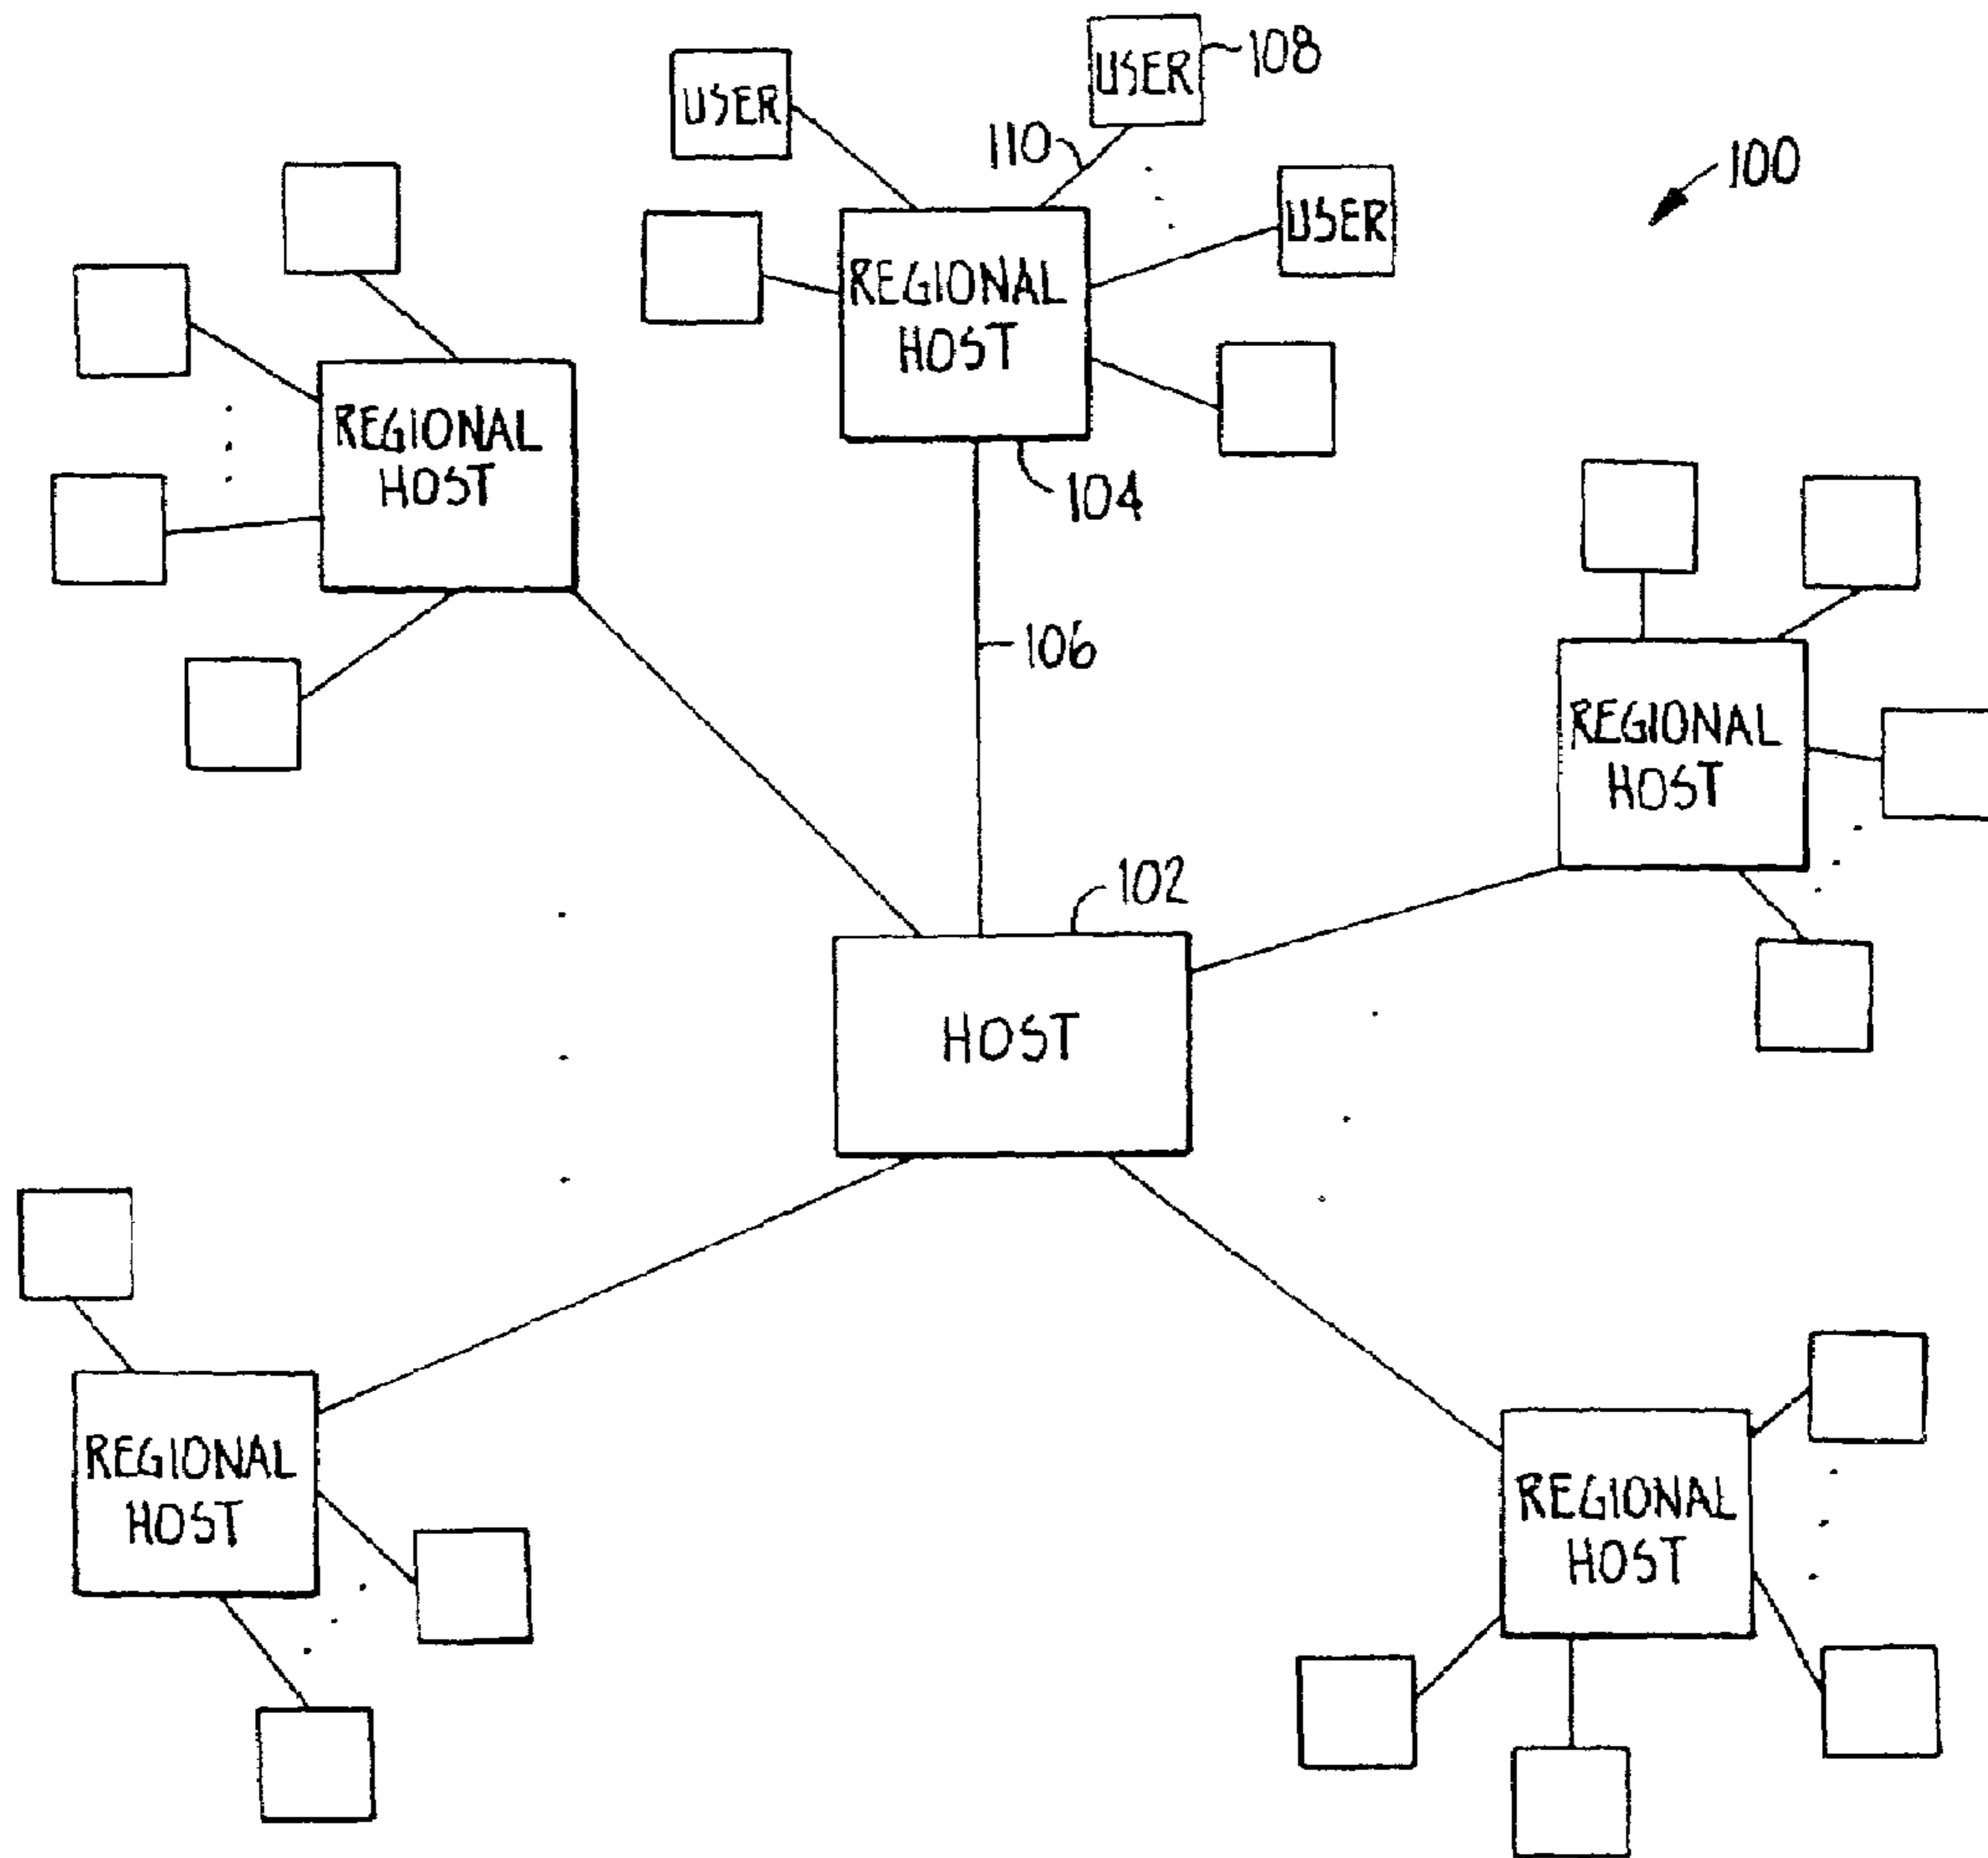 USER
USER
108
110
100
USER
REGIONAL
HOST
REGIONAL
HOST
104
106
REGIONAL
HOST
102
HOST
REGIONAL
HOST
REGIONAL
HOST